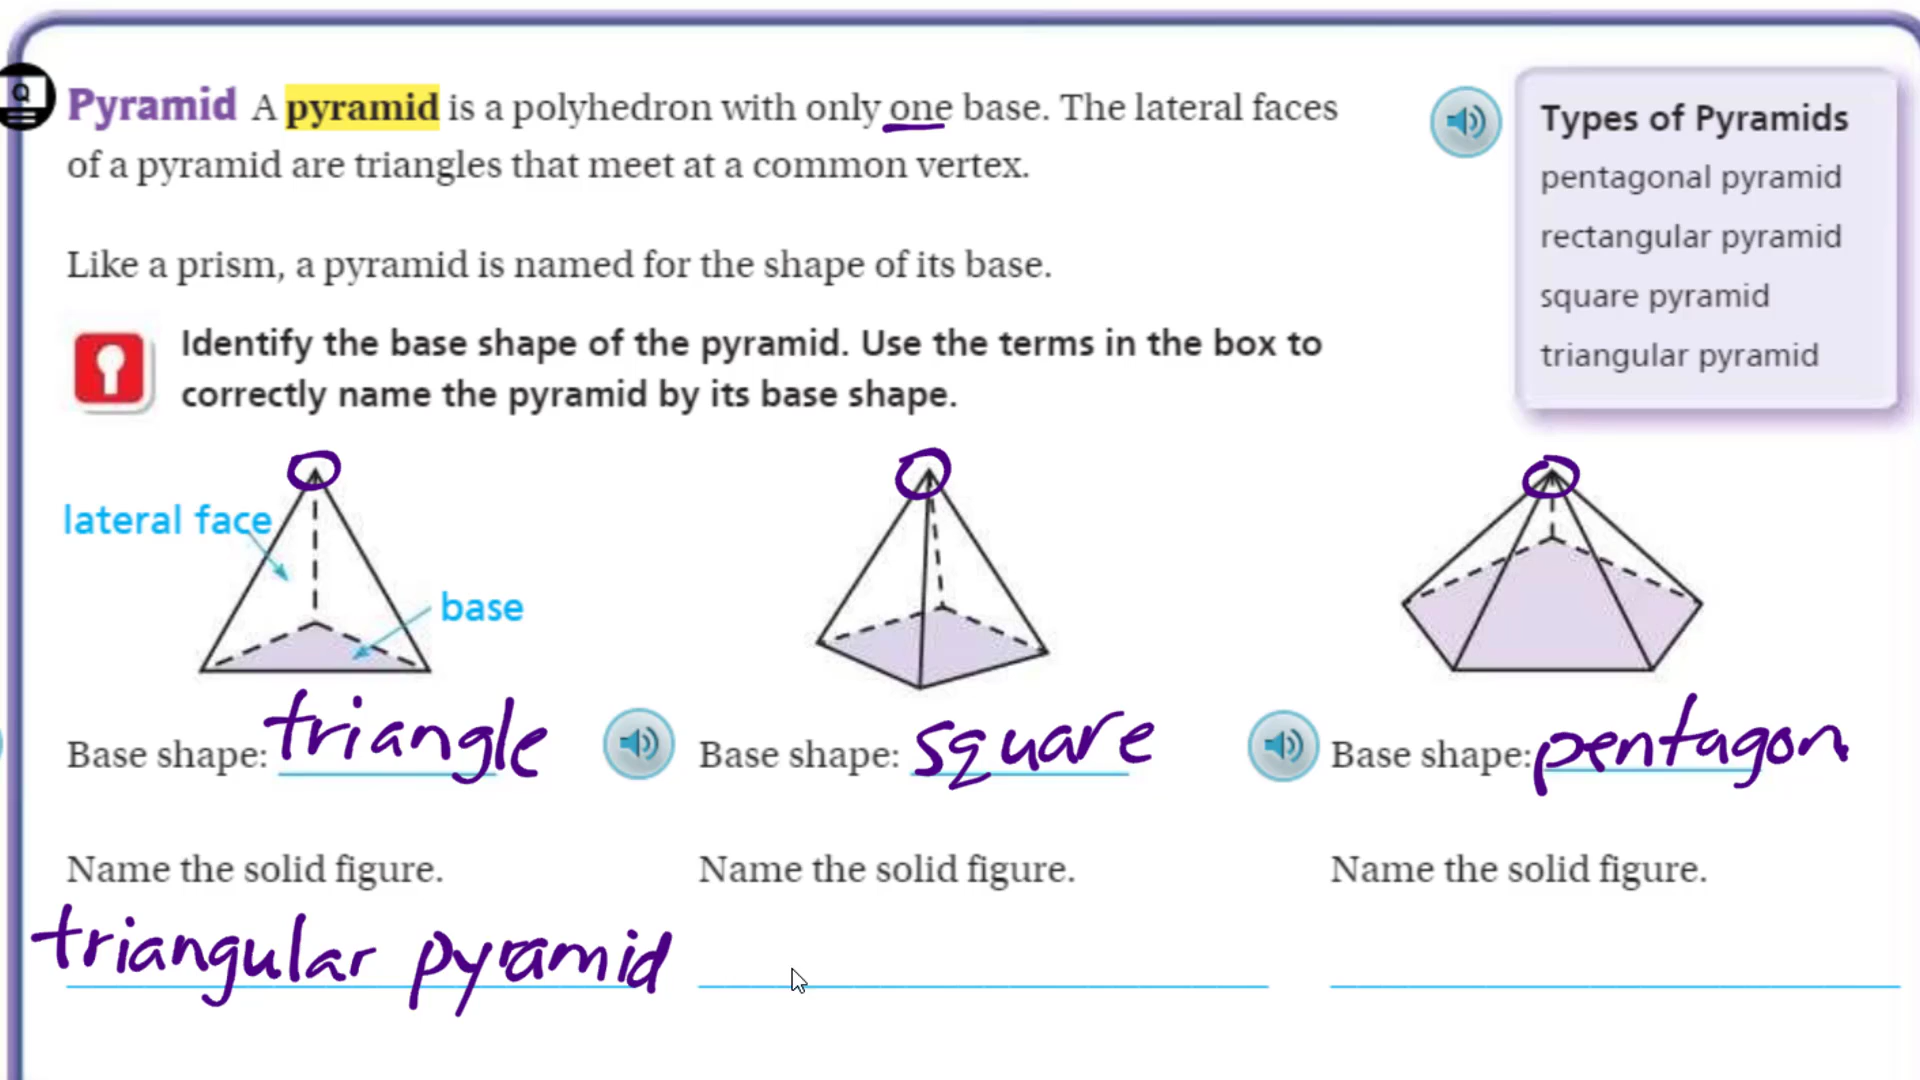 Q
Pyramid A pyramid is a polyhedron with only one base. The lateral faces
of a pyramid are triangles that meet at a common vertex.
Like a prism, a pyramid is named for the shape of its base.
Identify the base shape of the pyramid. Use the terms in the box to
correctly name the pyramid by its base shape.
Types of Pyramids
pentagonal pyramid
rectangular pyramid
square pyramid
triangular pyramid
lateral face
base
Base shape: triangle
Name the solid figure.
triangular pyramid
Base shape: square
Name the solid figure.
Base shape: pentagon
Name the solid figure.